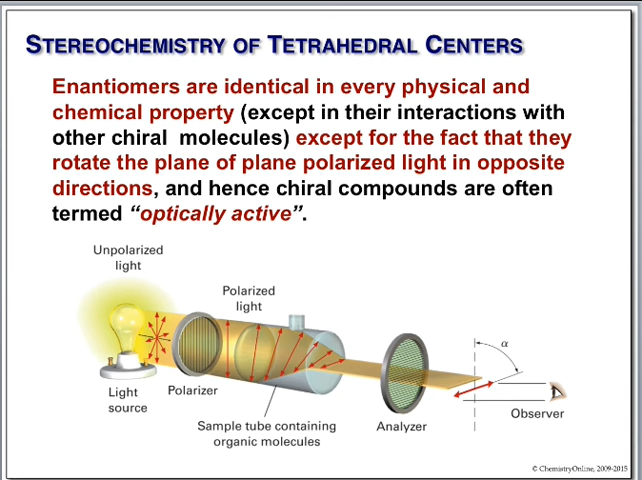 STEREOCHEMISTRY OF TETRAHEDRAL CENTERS
Enantiomers are identical in every physical and
chemical property (except in their interactions with
other chiral molecules) except for the fact that they
rotate the plane of plane polarized light in opposite
directions, and hence chiral compounds are often
termed “optically active”.
Unpolarized
light
Polarized
light
α
Light
source
Polarizer
Sample tube containing
organic molecules
Analyzer
Observer
© ChemistryOnline, 2009-2015